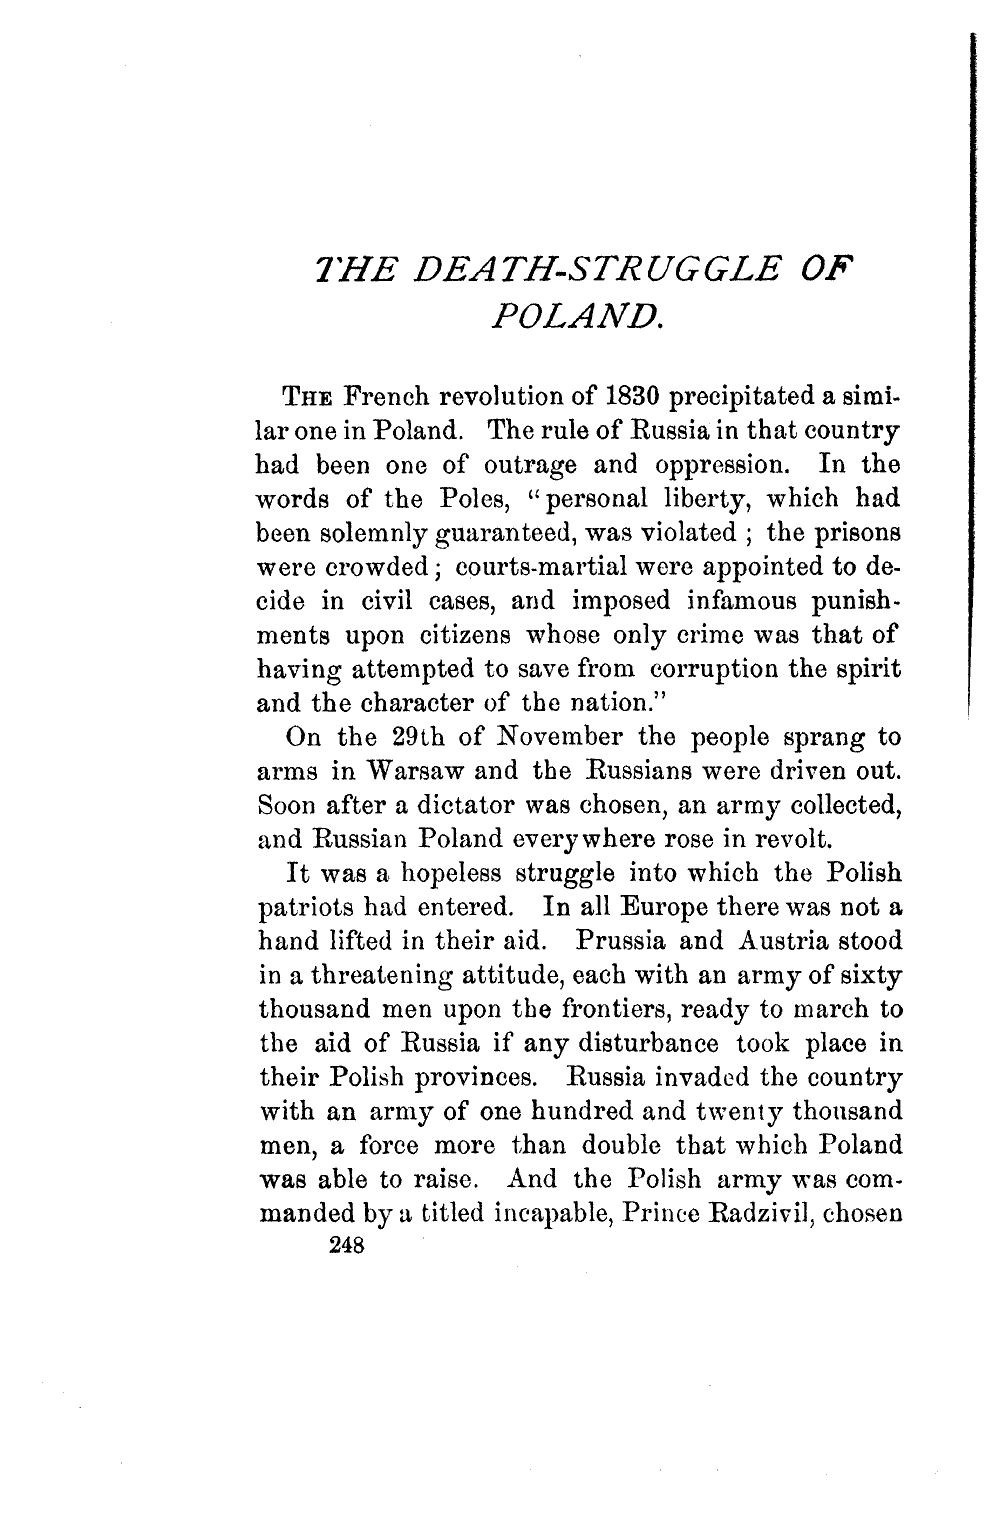 THE DEATH-STRUGGLE OF
POLAND.
THE French revolution of 1830 precipitated a simi-
lar one in Poland. The rule of Russia in that country
had been one of outrage and oppression. In the
words of the Poles, “personal liberty, which had
been solemnly guaranteed, was violated ; the prisons
were crowded ; courts-martial were appointed to de-
cide in civil cases, and imposed infamous punish-
ments upon citizens whose only crime was that of
having attempted to save from corruption the spirit
and the character of the nation.”
On the 29th of November the people sprang to
arms in Warsaw and the Russians were driven out.
Soon after a dictator was chosen, an army collected,
and Russian Poland everywhere rose in revolt.
It was a hopeless struggle into which the Polish
patriots had entered. In all Europe there was not a
hand lifted in their aid. Prussia and Austria stood
in a threatening attitude, each with an army of sixty
thousand men upon the frontiers, ready to march to
the aid of Russia if any disturbance took place in
their Polish provinces. Russia invaded the country
with an army of one hundred and twenty thousand
men, a force more than double that which Poland
was able to raise. And the Polish army was com-
manded by a titled incapable, Prince Radzivil, chosen
248